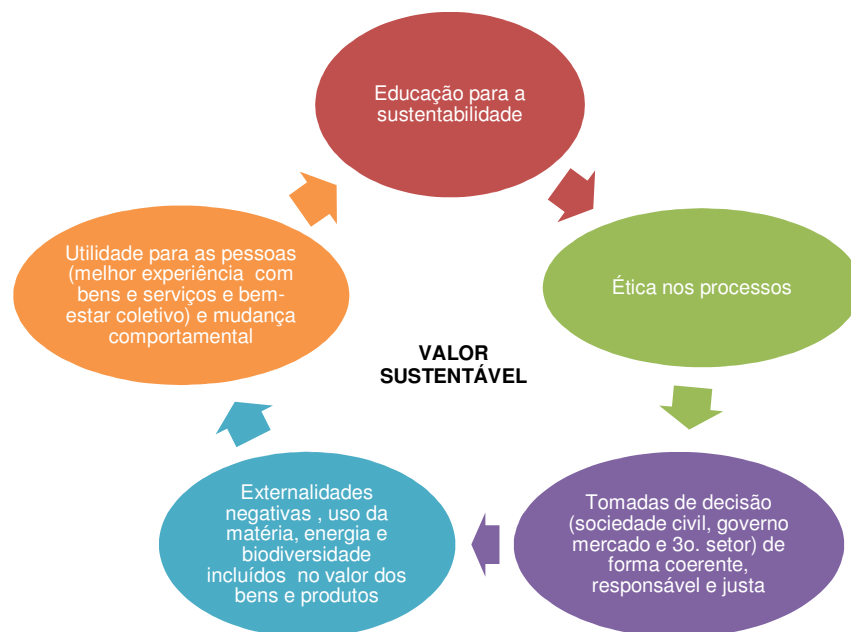 Educação para a
sustentabilidade
Ética nos processos
Tomadas de decisão
(sociedade civil, governo
mercado e 3o. setor) de
forma coerente,
responsável e justa
Externalidades
negativas , uso da
matéria, energia e
biodiversidade
incluídos no valor dos
bens e produtos
Utilidade para as pessoas
(melhor experiência com
bens e serviços e bem-
estar coletivo) e mudança
comportamental
VALOR
SUSTENTÁVEL